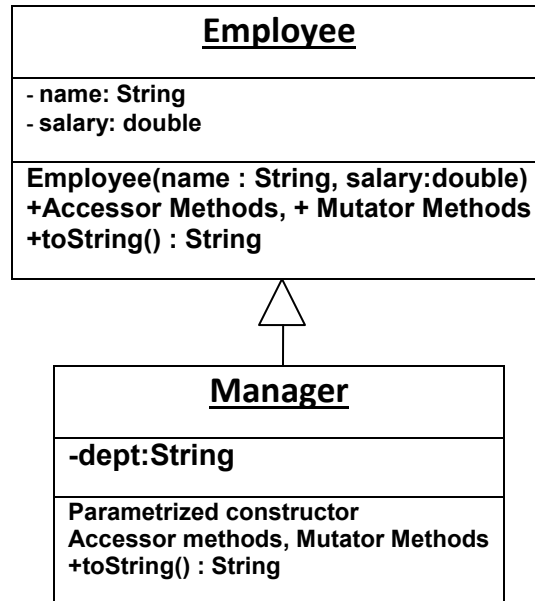 Employee
- name: String
- salary: double
Employee(name : String, salary:double)
+Accessor Methods, + Mutator Methods
+toString() : String
Manager
-dept:String
Parametrized constructor
Accessor methods, Mutator Methods
+toString() : String